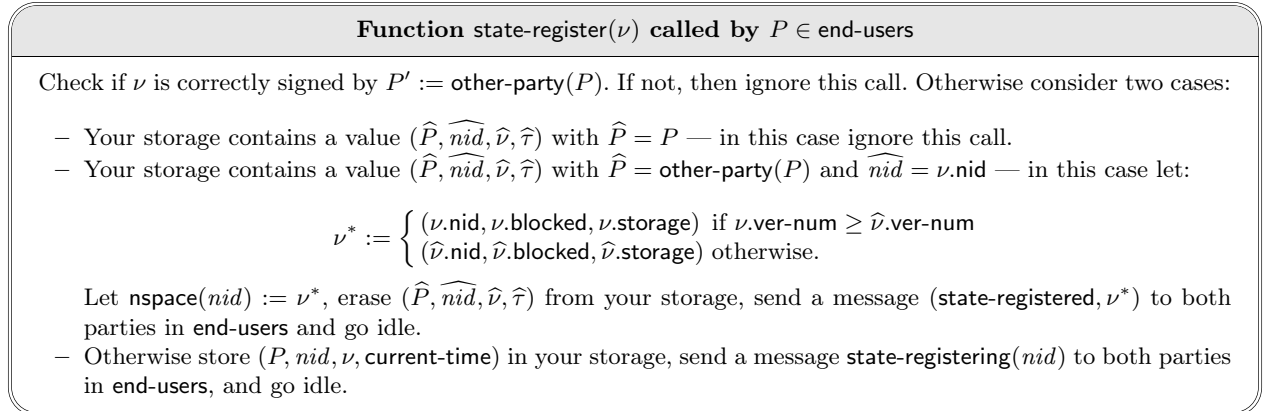 Function state-register(ν) called by P ∈ end-users
Check if ν is correctly signed by P′ := other-party(P). If not, then ignore this call. Otherwise consider two cases:
– Your storage contains a value (P̂, n̂id, ν̂, τ̂) with P̂ = P — in this case ignore this call.
– Your storage contains a value (P̂, n̂id, ν̂, τ̂) with P̂ = other-party(P) and n̂id = ν.nid — in this case let:
ν* := { (ν.nid, ν.blocked, ν.storage) if ν.ver-num ≥ ν̂.ver-num
(ν̂.nid, ν̂.blocked, ν̂.storage) otherwise.
Let nspace(nid) := ν*, erase (P̂, n̂id, ν̂, τ̂) from your storage, send a message (state-registered, ν*) to both
parties in end-users and go idle.
– Otherwise store (P, nid, ν, current-time) in your storage, send a message state-registering(nid) to both parties
in end-users, and go idle.